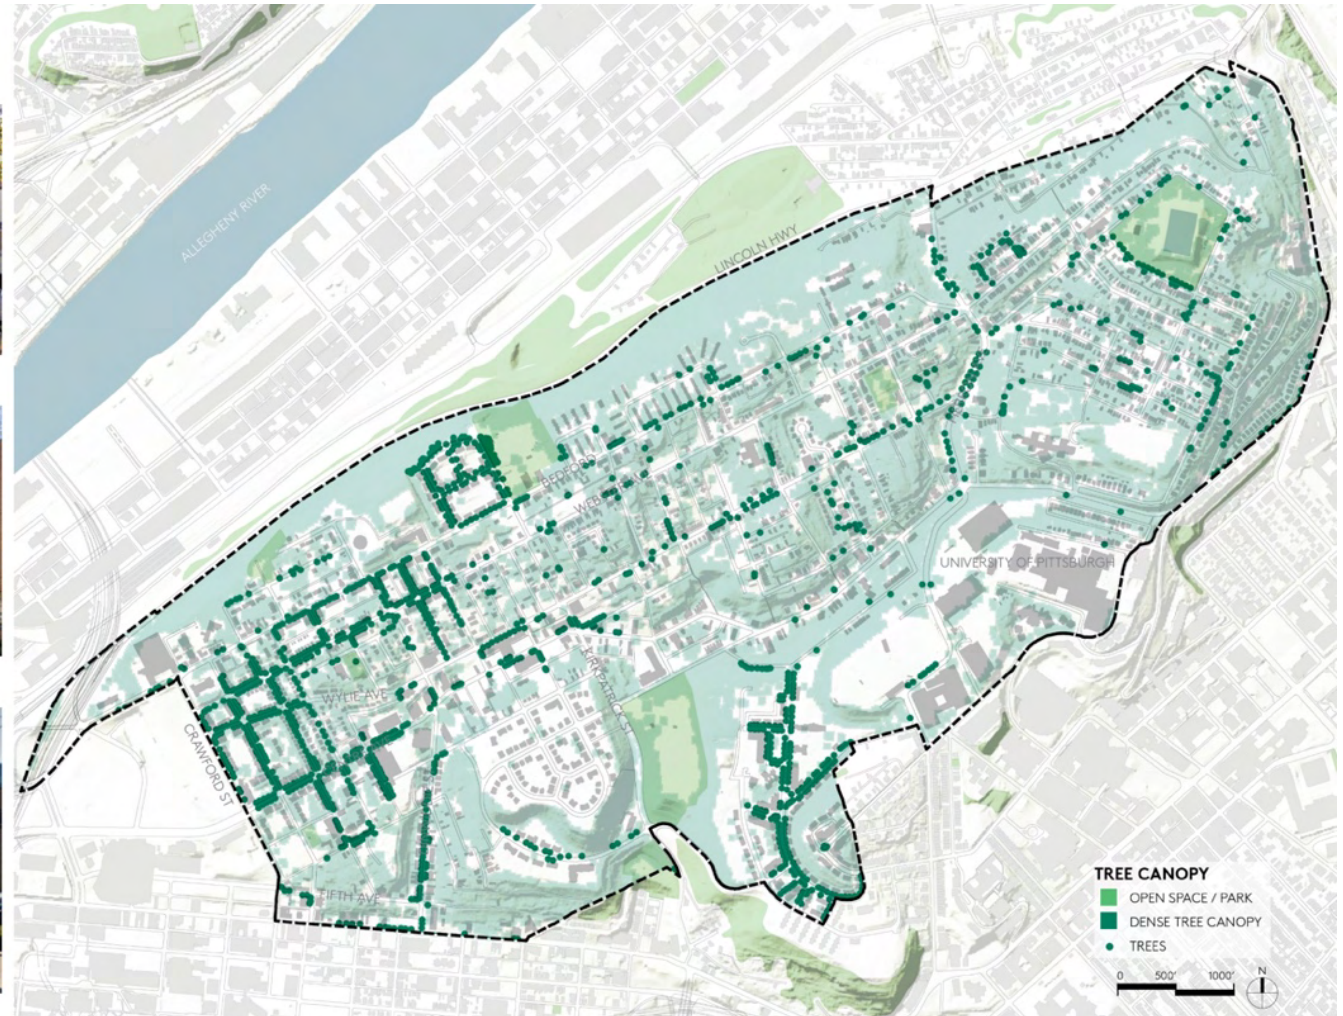 ALLEGHENY RIVER
LINCOLN HWY
BEDFORD
UNIVERSITY OF PITTSBURGH
KIRKPATRICK ST
WYLIE AVE
CRAWFORD ST
FIFTH AVE
TREE CANOPY
OPEN SPACE / PARK
DENSE TREE CANOPY
TREES
0 500' 1000' N